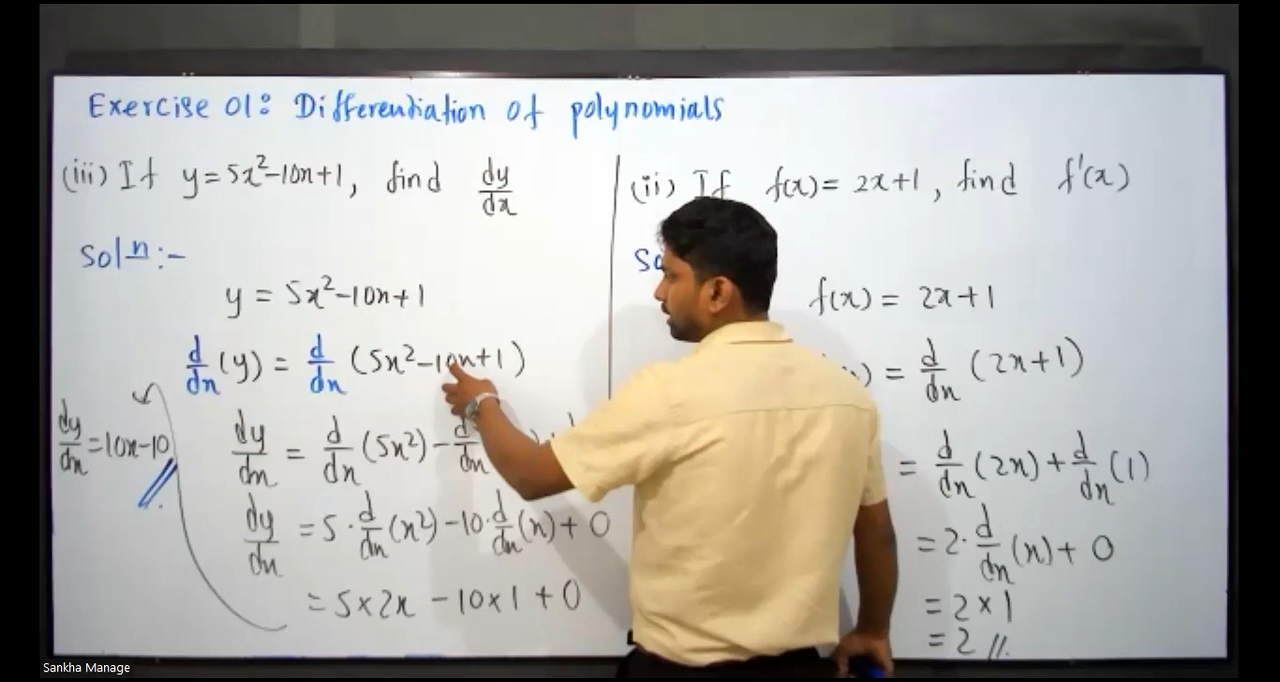 Exercise 01: Differentiation of polynomials
(iii) If y = 5x²-10x+1, find dy/dx
Solⁿ:-
y = 5x²-10x+1
d/dx (y) = d/dx (5x²-10x+1)
dy/dx = d/dx (5x²) - d/dx
dy/dx = 5 · d/dx (x²) - 10 · d/dx (x) + 0
= 5×2x - 10×1 + 0
dy/dx = 10x-10 //
(ii) If f(x) = 2x+1, find f'(x)
f(x) = 2x+1
) = d/dx (2x+1)
= d/dx (2x) + d/dx (1)
= 2 · d/dx (x) + 0
= 2×1
= 2 //.
Sankha Manage